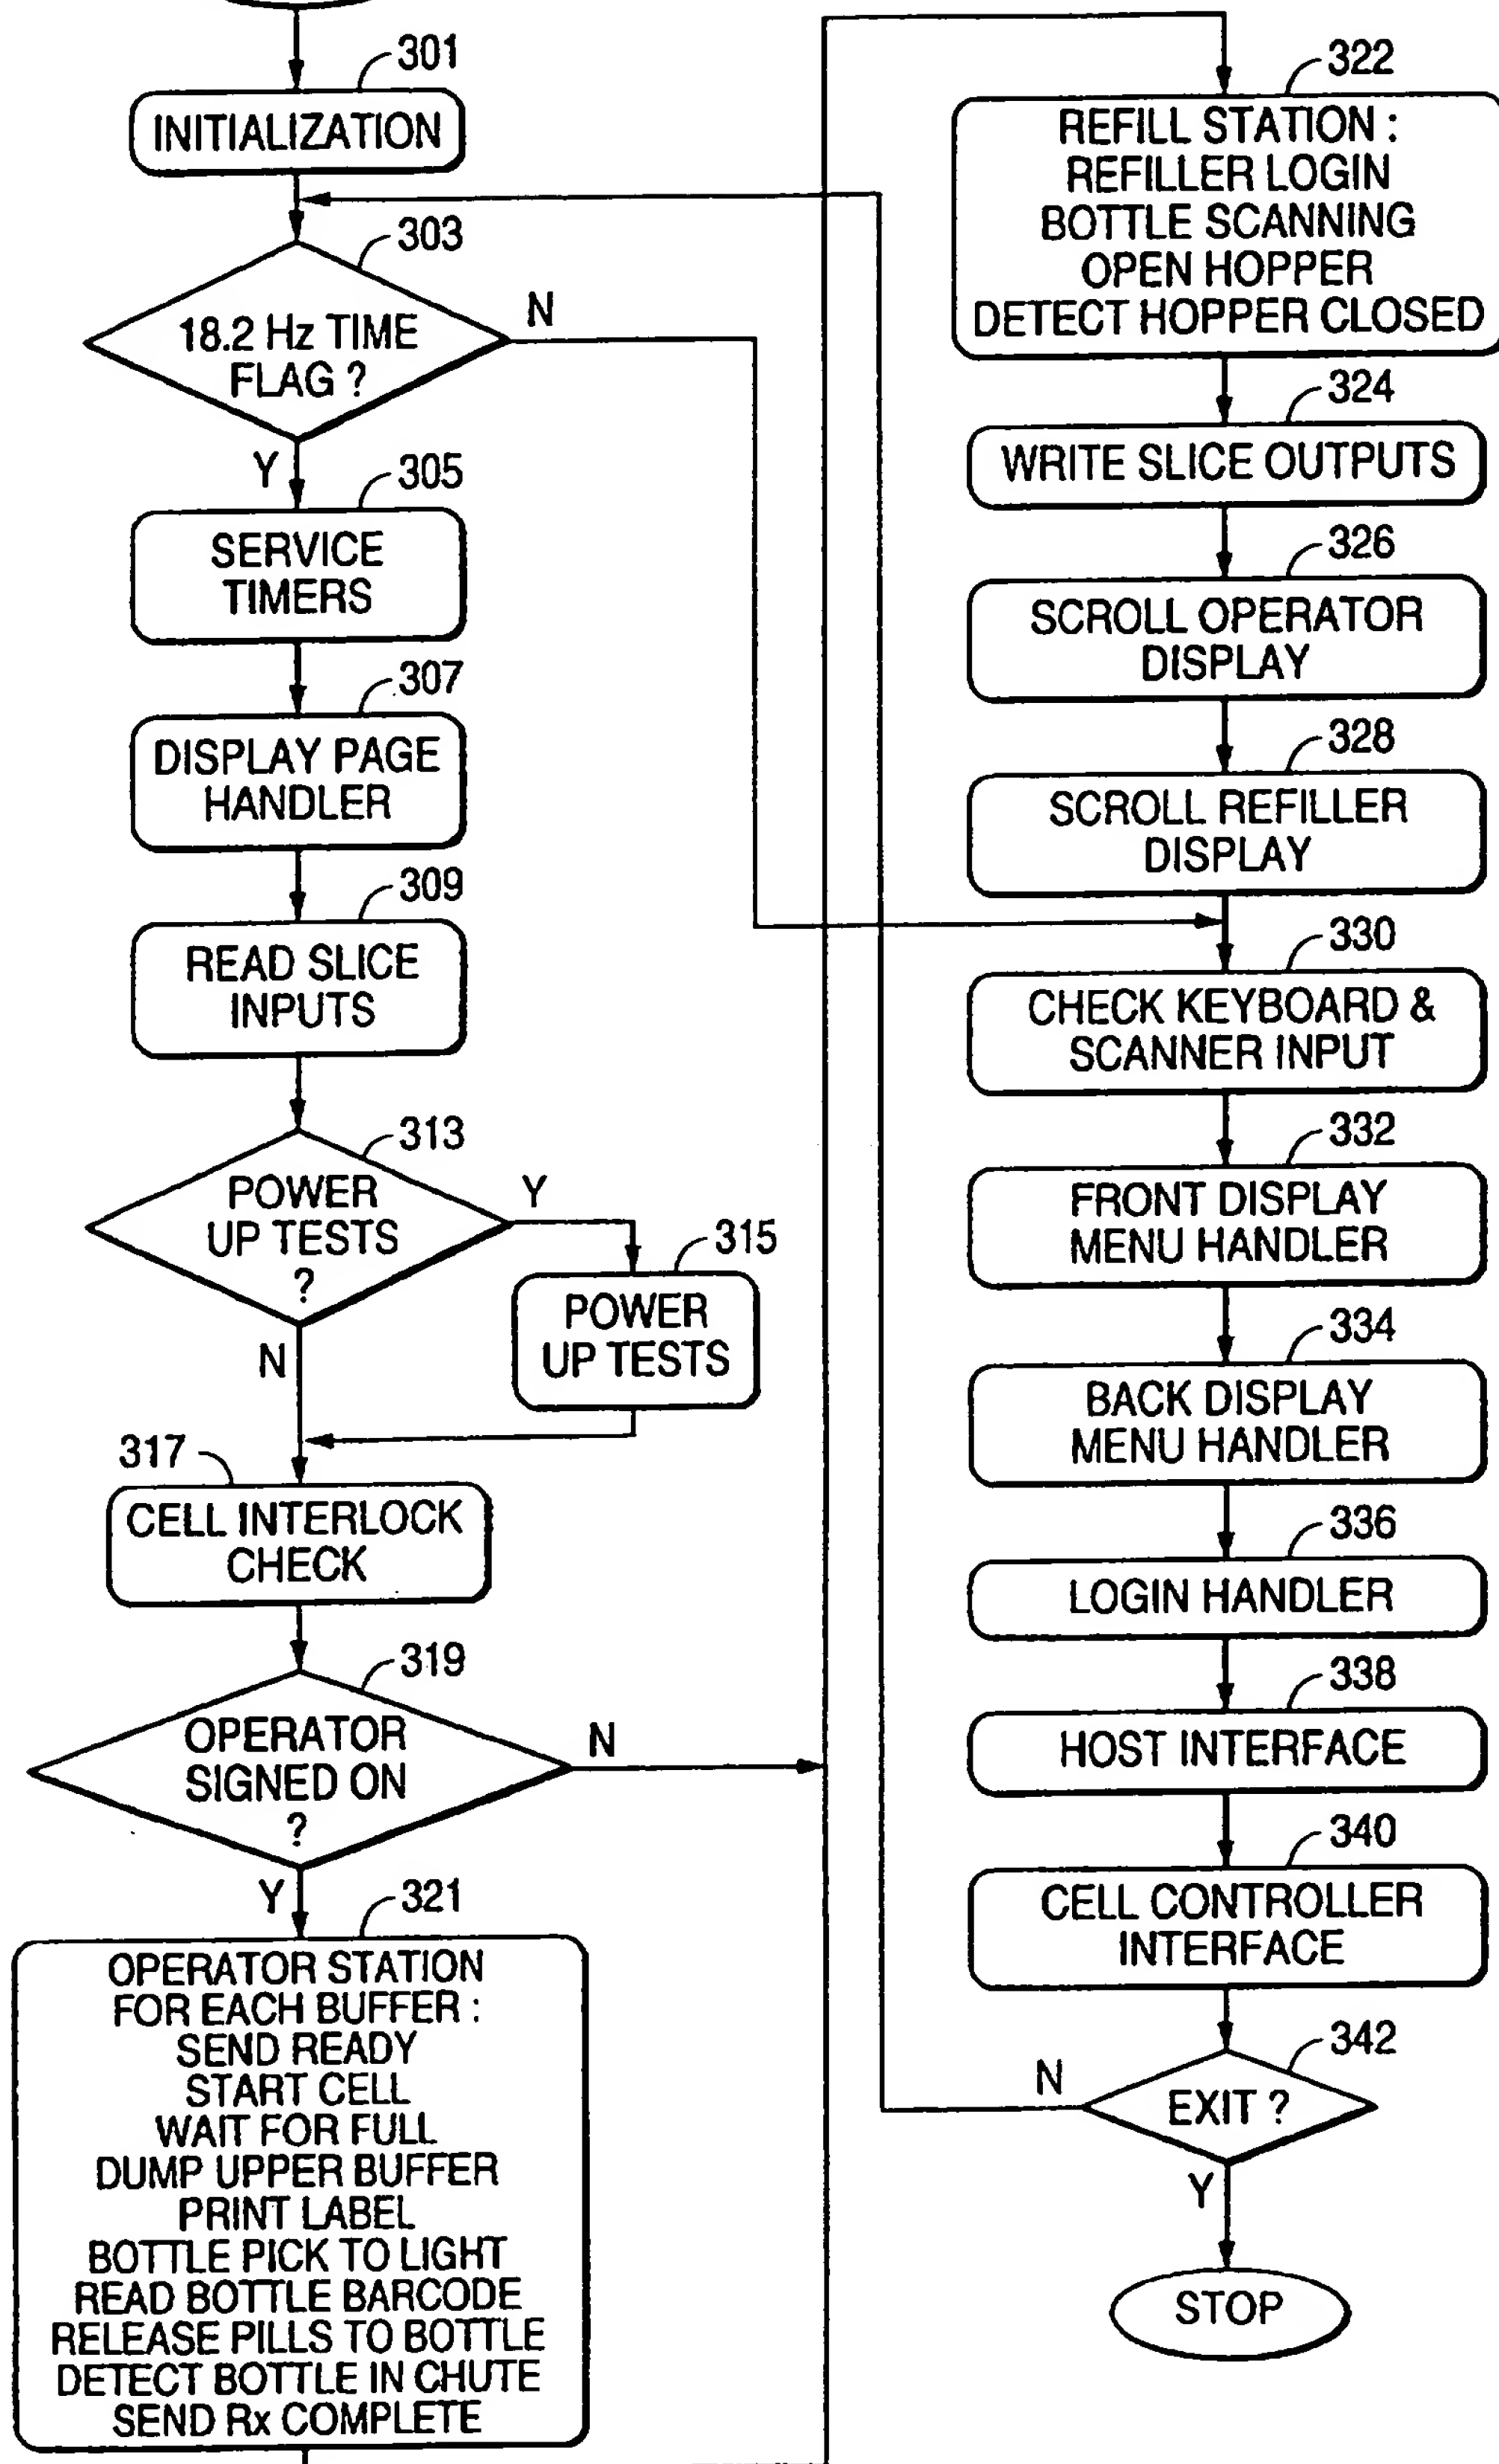 301
INITIALIZATION
303
18.2 Hz TIME
FLAG ?
N
Y
305
SERVICE
TIMERS
307
DISPLAY PAGE
HANDLER
309
READ SLICE
INPUTS
313
POWER
UP TESTS
?
Y
N
315
POWER
UP TESTS
317
CELL INTERLOCK
CHECK
319
OPERATOR
SIGNED ON
?
N
Y
321
OPERATOR STATION
FOR EACH BUFFER :
SEND READY
START CELL
WAIT FOR FULL
DUMP UPPER BUFFER
PRINT LABEL
BOTTLE PICK TO LIGHT
READ BOTTLE BARCODE
RELEASE PILLS TO BOTTLE
DETECT BOTTLE IN CHUTE
SEND Rx COMPLETE
322
REFILL STATION :
REFILLER LOGIN
BOTTLE SCANNING
OPEN HOPPER
DETECT HOPPER CLOSED
324
WRITE SLICE OUTPUTS
326
SCROLL OPERATOR
DISPLAY
328
SCROLL REFILLER
DISPLAY
330
CHECK KEYBOARD &
SCANNER INPUT
332
FRONT DISPLAY
MENU HANDLER
334
BACK DISPLAY
MENU HANDLER
336
LOGIN HANDLER
338
HOST INTERFACE
340
CELL CONTROLLER
INTERFACE
342
EXIT ?
N
Y
STOP